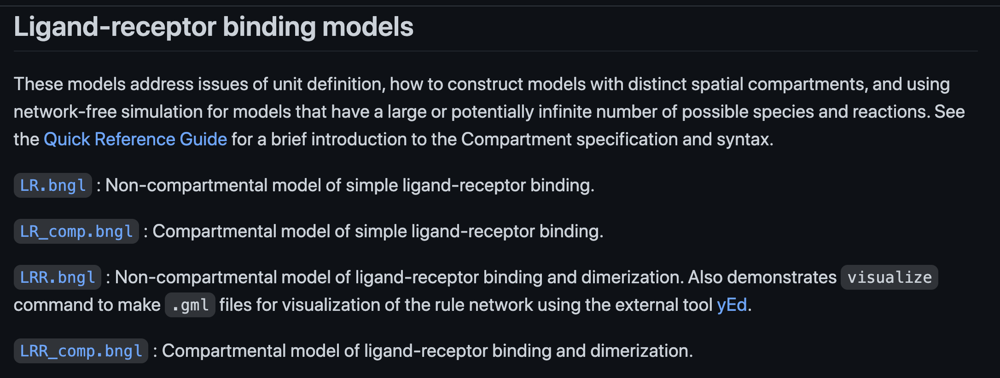 Ligand-receptor binding models
These models address issues of unit definition, how to construct models with distinct spatial compartments, and using
network-free simulation for models that have a large or potentially infinite number of possible species and reactions. See
the Quick Reference Guide for a brief introduction to the Compartment specification and syntax.
LR.bngl : Non-compartmental model of simple ligand-receptor binding.
LR_comp.bngl : Compartmental model of simple ligand-receptor binding.
LRR.bngl : Non-compartmental model of ligand-receptor binding and dimerization. Also demonstrates visualize
command to make .gml files for visualization of the rule network using the external tool yEd.
LRR_comp.bngl : Compartmental model of ligand-receptor binding and dimerization.